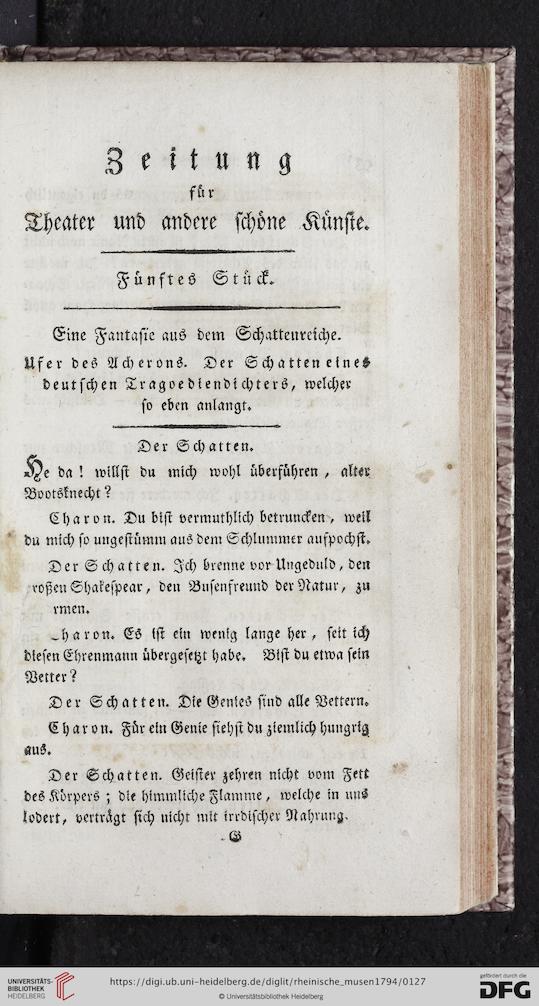 Zeitung
für
Theater und andere schöne Künste.
Fünftes Stück.
Eine Fantasie aus dem Schattenreiche.
Ufer des Acherons. Der Schatten eines
deutschen Tragoediendichters, welcher
so eben anlangt.
Der Schatten.
He da! willst du mich wohl überführen, alter
Bootsknecht?
Charon. Du bist vermuthlich betruncken, weil
du mich so ungestümm aus dem Schlummer aufpochst.
Der Schatten. Ich brenne vor Ungeduld, den
roßen Shakespear, den Busenfreund der Natur, zu
rmen.
haron. Es ist ein wenig lange her, seit ich
diesen Ehrenmann übergesetzt habe. Bist du etwa sein
Vetter?
Der Schatten. Die Genies sind alle Vettern.
Charon. Für ein Genie siehst du ziemlich hungrig
aus.
Der Schatten. Geister zehren nicht vom Fett
des Körpers; die himmliche Flamme, welche in uns
lodert, verträgt sich nicht mit irrdischer Nahrung.
G
UNIVERSITÄTS-
BIBLIOTHEK
HEIDELBERG
https://digi.ub.uni-heidelberg.de/diglit/rheinische_musen1794/0127
© Universitätsbibliothek Heidelberg
gefördert durch die
DFG